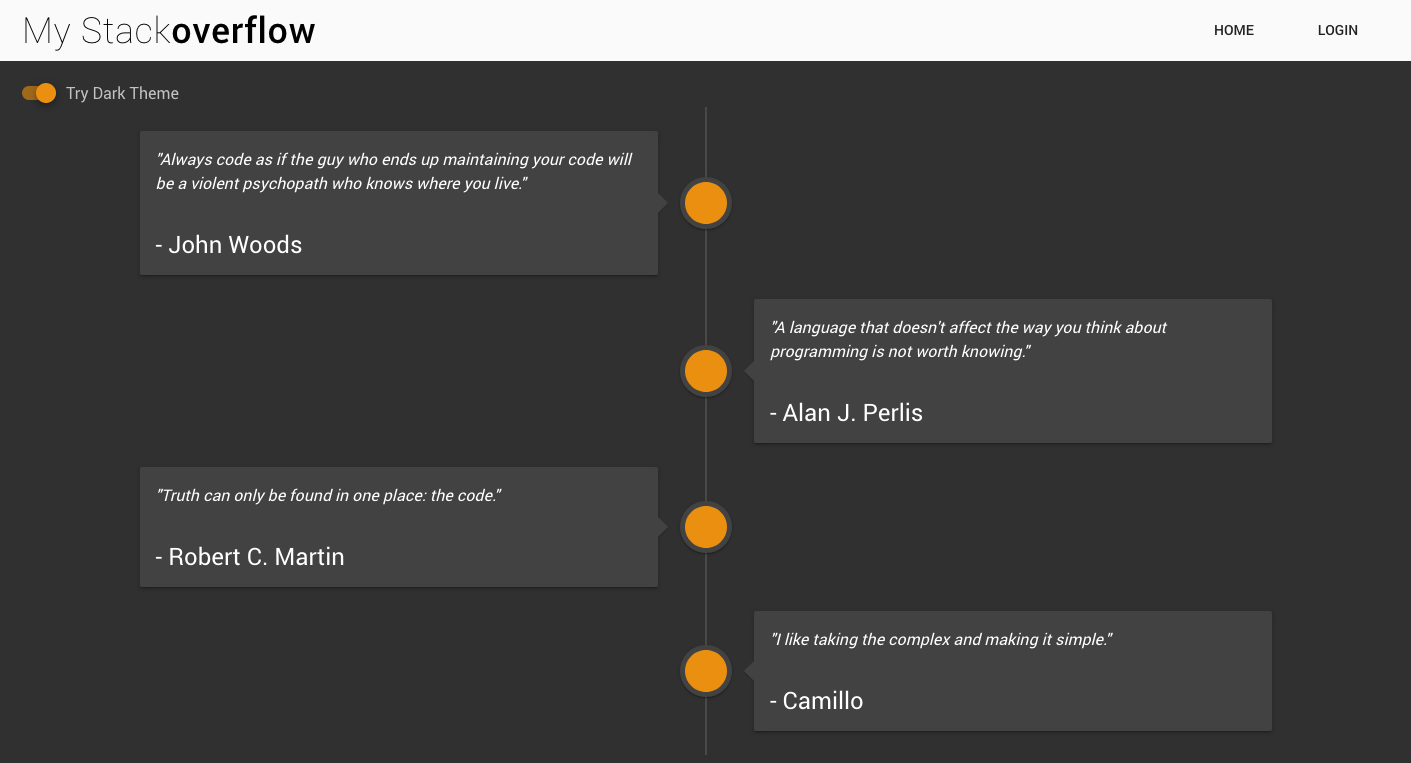 My Stackoverflow
HOME
LOGIN
Try Dark Theme
"Always code as if the guy who ends up maintaining your code will
be a violent psychopath who knows where you live."
- John Woods
"A language that doesn't affect the way you think about
programming is not worth knowing."
- Alan J. Perlis
"Truth can only be found in one place: the code."
- Robert C. Martin
"I like taking the complex and making it simple."
- Camillo